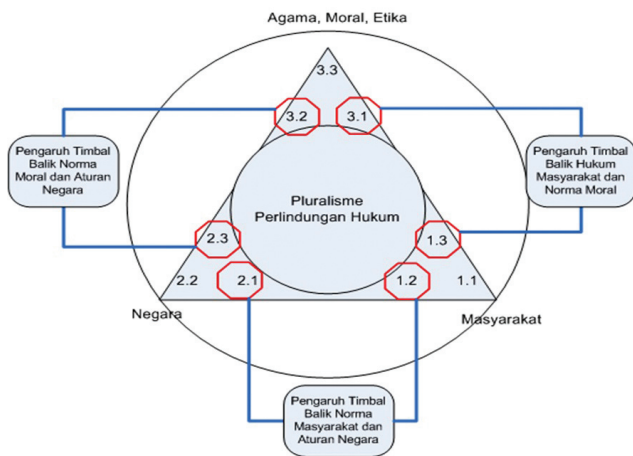 Agama, Moral, Etika
3.3
3.2
3.1
Pengaruh Timbal
Balik Norma
Moral dan Aturan
Negara
Pengaruh Timbal
Balik Hukum
Masyarakat dan
Norma Moral
Pluralisme
Perlindungan Hukum
2.3
1.3
2.2
2.1
1.2
1.1
Negara
Masyarakat
Pengaruh Timbal
Balik Norma
Masyarakat dan
Aturan Negara